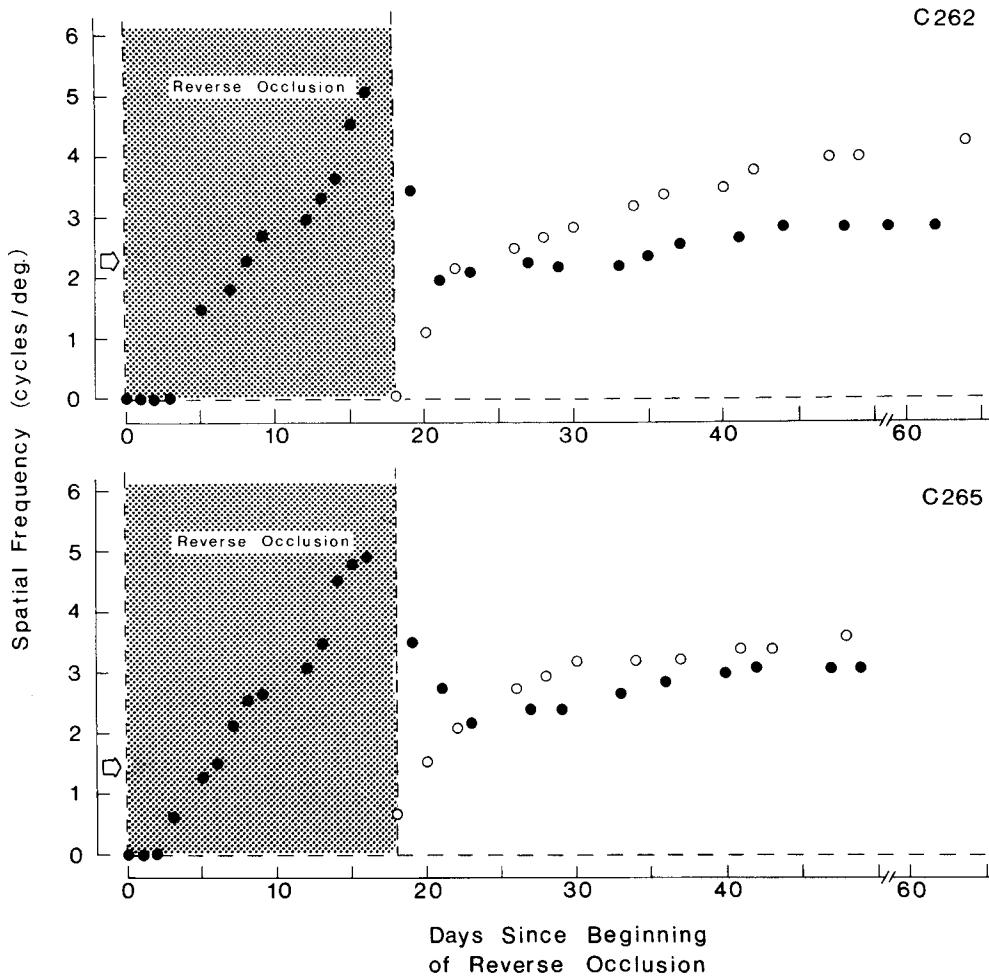 C262
6
5
4
3
2
1
0
Reverse Occlusion
0 10 20 30 40 60
C265
6
5
4
3
2
1
0
Reverse Occlusion
0 10 20 30 40 60
Spatial Frequency (cycles/deg.)
Days Since Beginning
of Reverse Occlusion